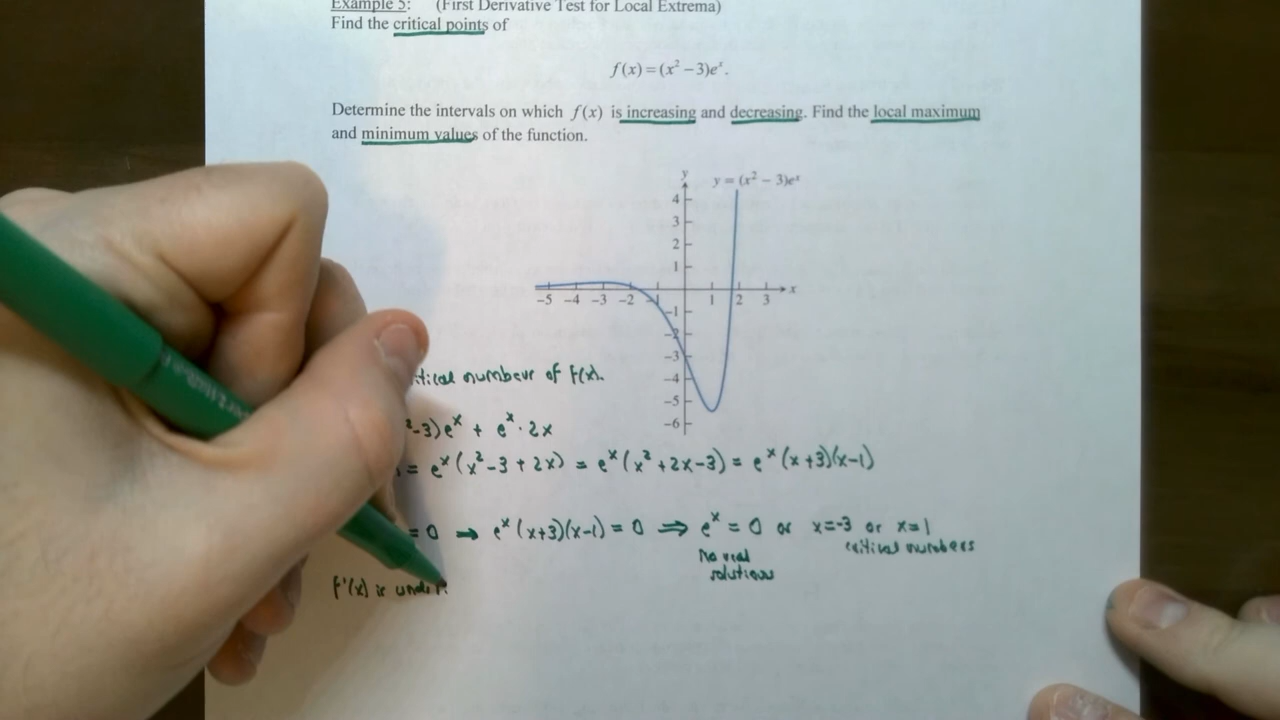 Example 5: (First Derivative Test for Local Extrema)
Find the critical points of
f(x) = (x² – 3)eˣ.
Determine the intervals on which f(x) is increasing and decreasing. Find the local maximum
and minimum values of the function.
y
y = (x² – 3)eˣ
4
3
2
1
–5 –4 –3 –2 –1 1 2 3 x
–1
–2
–3
–4
–5
–6
numbers of f(x).
-3)eˣ + eˣ · 2x
= eˣ(x² - 3 + 2x) = eˣ(x² + 2x - 3) = eˣ(x+3)(x-1)
= 0 → eˣ(x+3)(x-1) = 0 ⇒ eˣ = 0 or x=-3 or x=1
No real critical numbers
solutions
f'(x) is